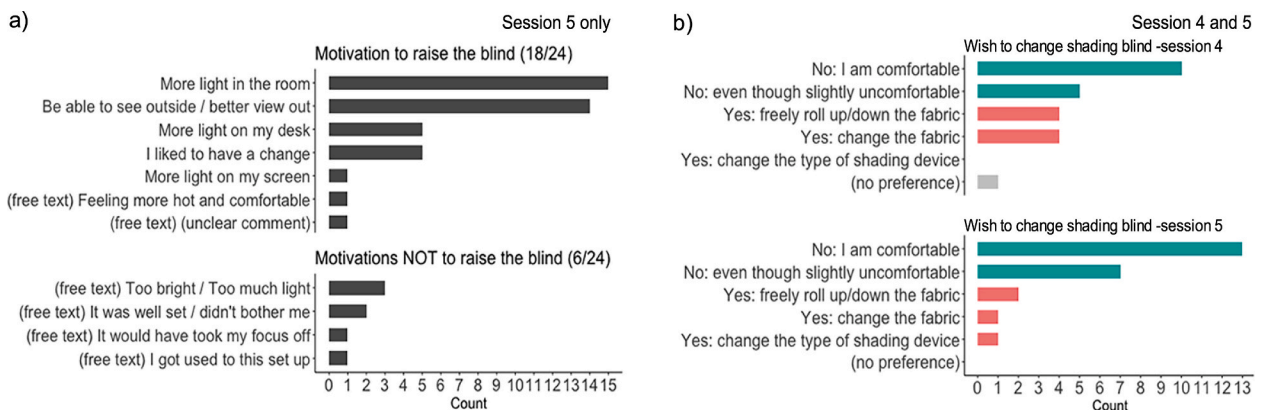 a)
Session 5 only
Motivation to raise the blind (18/24)
More light in the room
Be able to see outside / better view out
More light on my desk
I liked to have a change
More light on my screen
(free text) Feeling more hot and comfortable
(free text) (unclear comment)
Motivations NOT to raise the blind (6/24)
(free text) Too bright / Too much light
(free text) It was well set / didn't bother me
(free text) It would have took my focus off
(free text) I got used to this set up
0 1 2 3 4 5 6 7 8 9 10 11 12 13 14 15
Count
b)
Session 4 and 5
Wish to change shading blind -session 4
No: I am comfortable
No: even though slightly uncomfortable
Yes: freely roll up/down the fabric
Yes: change the fabric
Yes: change the type of shading device
(no preference)
Wish to change shading blind -session 5
No: I am comfortable
No: even though slightly uncomfortable
Yes: freely roll up/down the fabric
Yes: change the fabric
Yes: change the type of shading device
(no preference)
0 1 2 3 4 5 6 7 8 9 10 11 12 13
Count